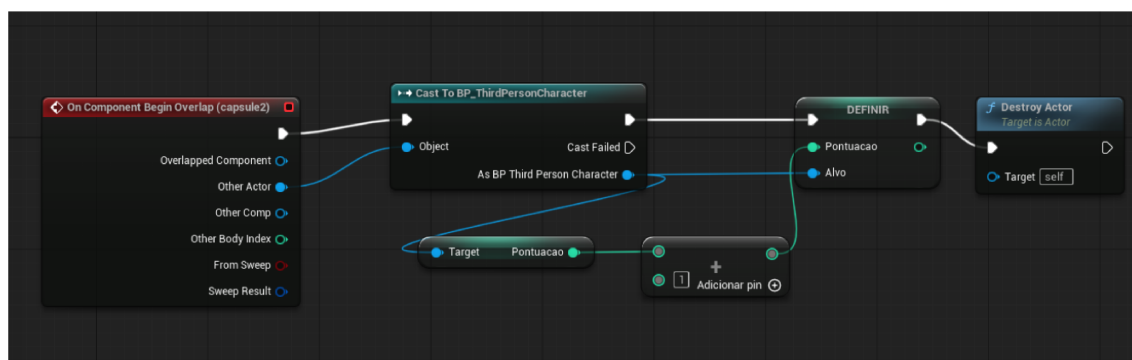 On Component Begin Overlap (capsule2)
Overlapped Component
Other Actor
Other Comp
Other Body Index
From Sweep
Sweep Result
Cast To BP_ThirdPersonCharacter
Object
Cast Failed
As BP Third Person Character
Target Pontuacao
1
Adicionar pin
DEFINIR
Pontuacao
Alvo
f Destroy Actor
Target is Actor
Target self